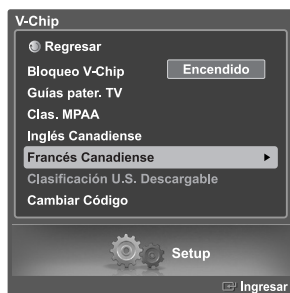 V-Chip
Regresar
Bloqueo V-Chip Encendido
Guías pater. TV
Clas. MPAA
Inglés Canadiense
Francés Canadiense
Clasificación U.S. Descargable
Cambiar Código
Setup
Ingresar